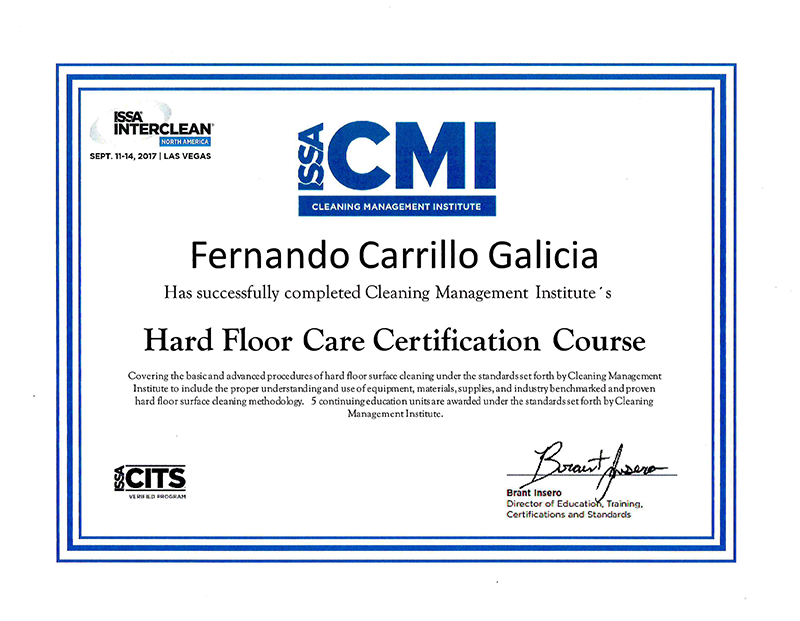 ISSA
INTERCLEAN
NORTH AMERICA
SEPT. 11-14, 2017 | LAS VEGAS
ISSA CMI
CLEANING MANAGEMENT INSTITUTE
Fernando Carrillo Galicia
Has successfully completed Cleaning Management Institute´s
Hard Floor Care Certification Course
Covering the basic and advanced procedures of hard floor surface cleaning under the standards set forth by Cleaning Management
Institute to include the proper understanding and use of equipment, materials, supplies, and industry benchmarked and proven
hard floor surface cleaning methodology. 5 continuing education units are awarded under the standards set forth by Cleaning
Management Institute.
ISSA CITS
VERIFIED PROGRAM
Brant Insero
Brant Insero
Director of Education, Training,
Certifications and Standards